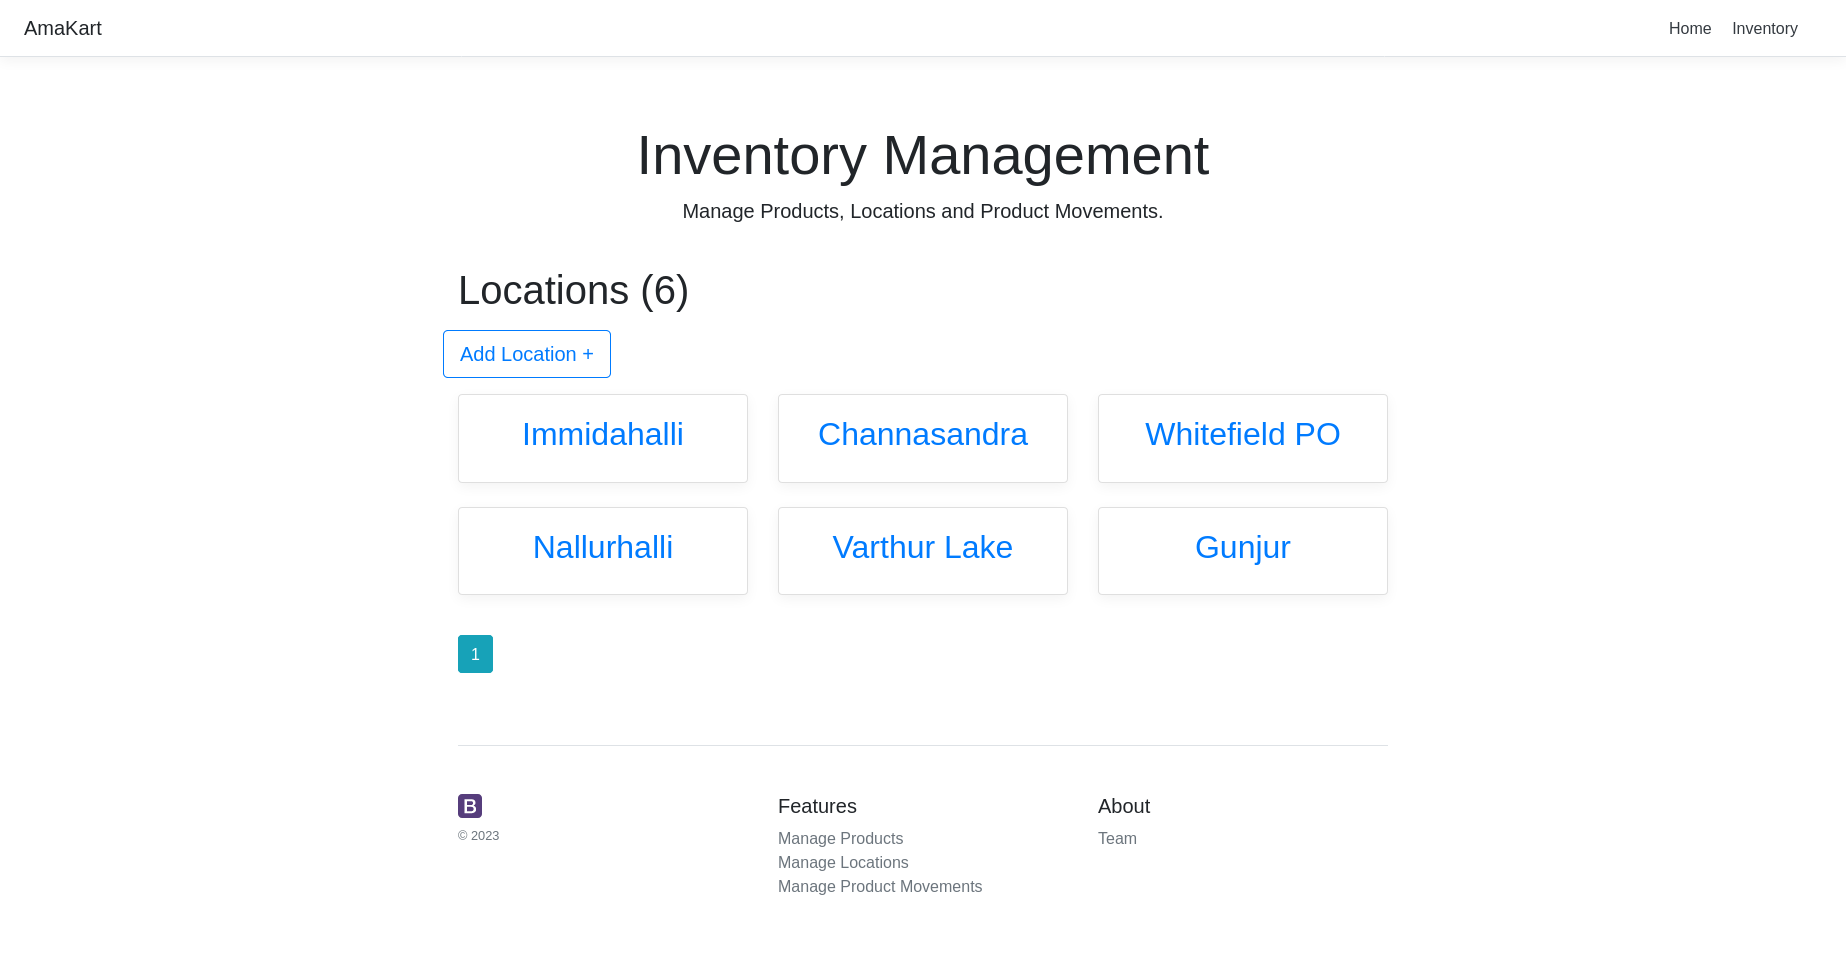 AmaKart
Home
Inventory
Inventory Management
Manage Products, Locations and Product Movements.
Locations (6)
Add Location +
Immidahalli
Channasandra
Whitefield PO
Nallurhalli
Varthur Lake
Gunjur
1
B
© 2023
Features
Manage Products
Manage Locations
Manage Product Movements
About
Team